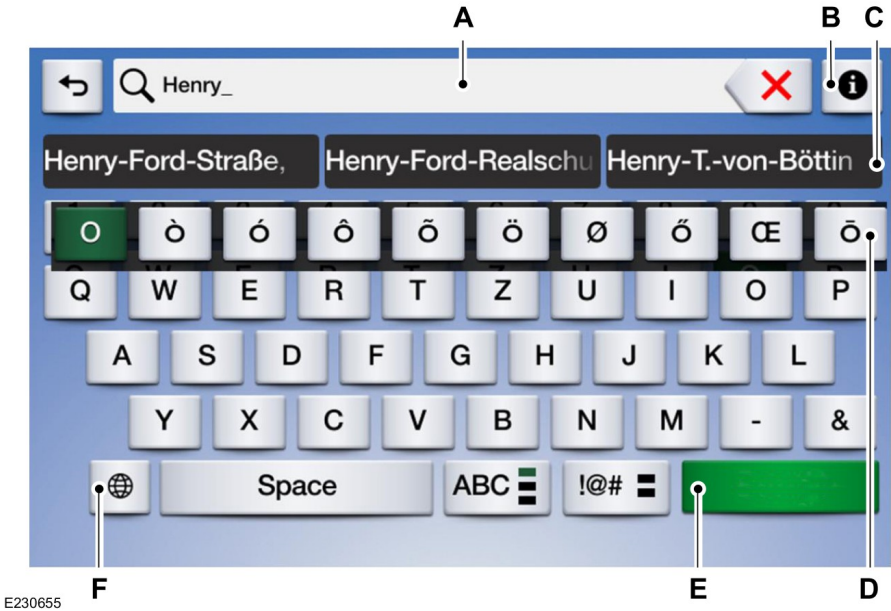 A B C
Henry_
Henry-Ford-Straße, Henry-Ford-Realschu Henry-T.-von-Böttin
O Ò Ó Ô Õ Ö Ø Ő Œ Ō
Q W E R T Z U I O P
A S D F G H J K L
Y X C V B N M - &
Space ABC !@#
F E D
E230655